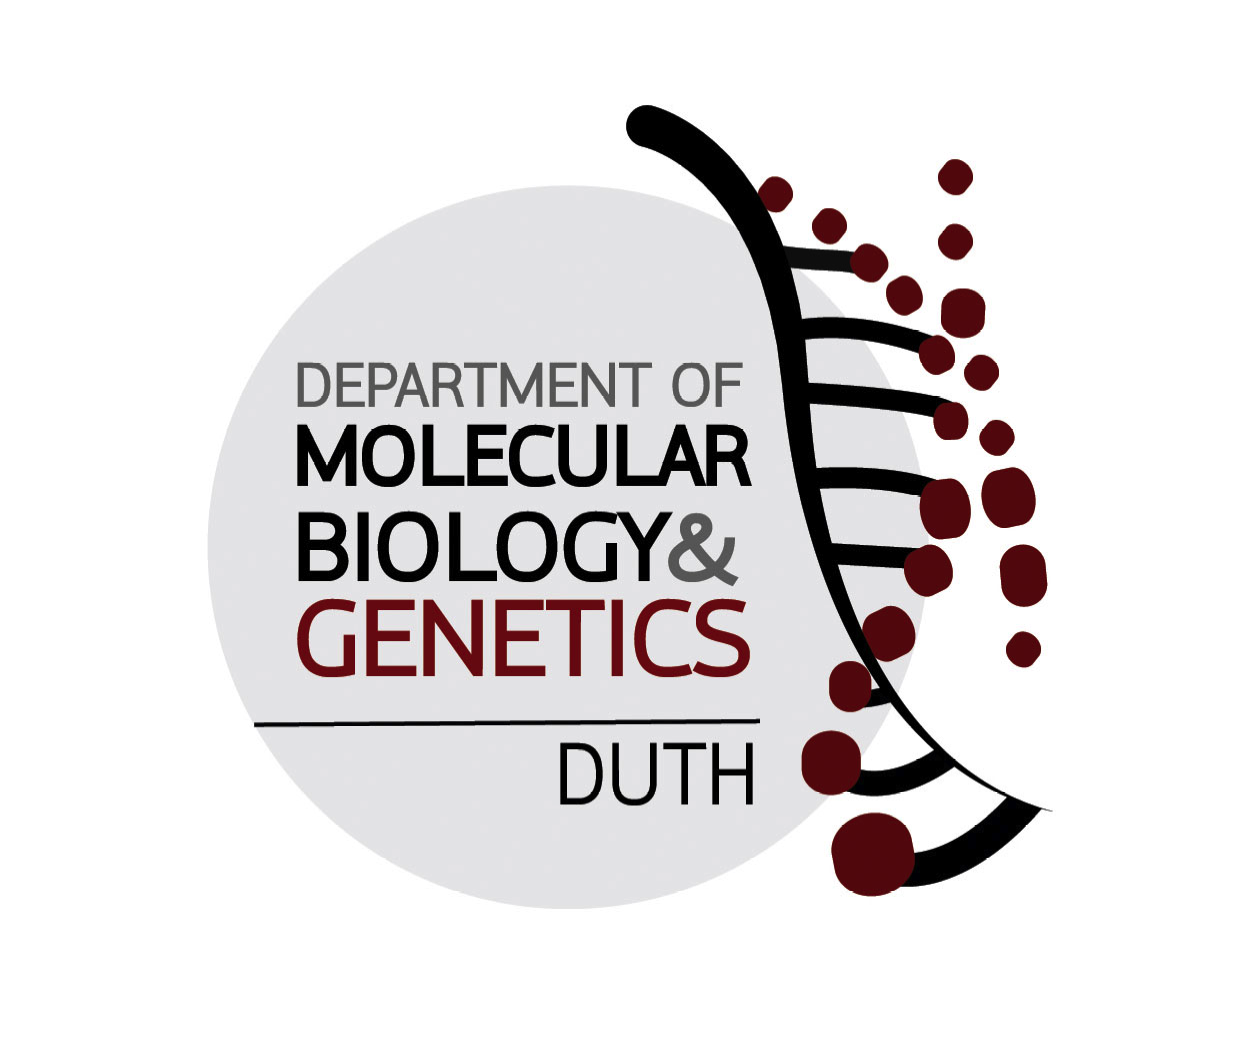 DEPARTMENT OF
MOLECULAR
BIOLOGY&
GENETICS
DUTH